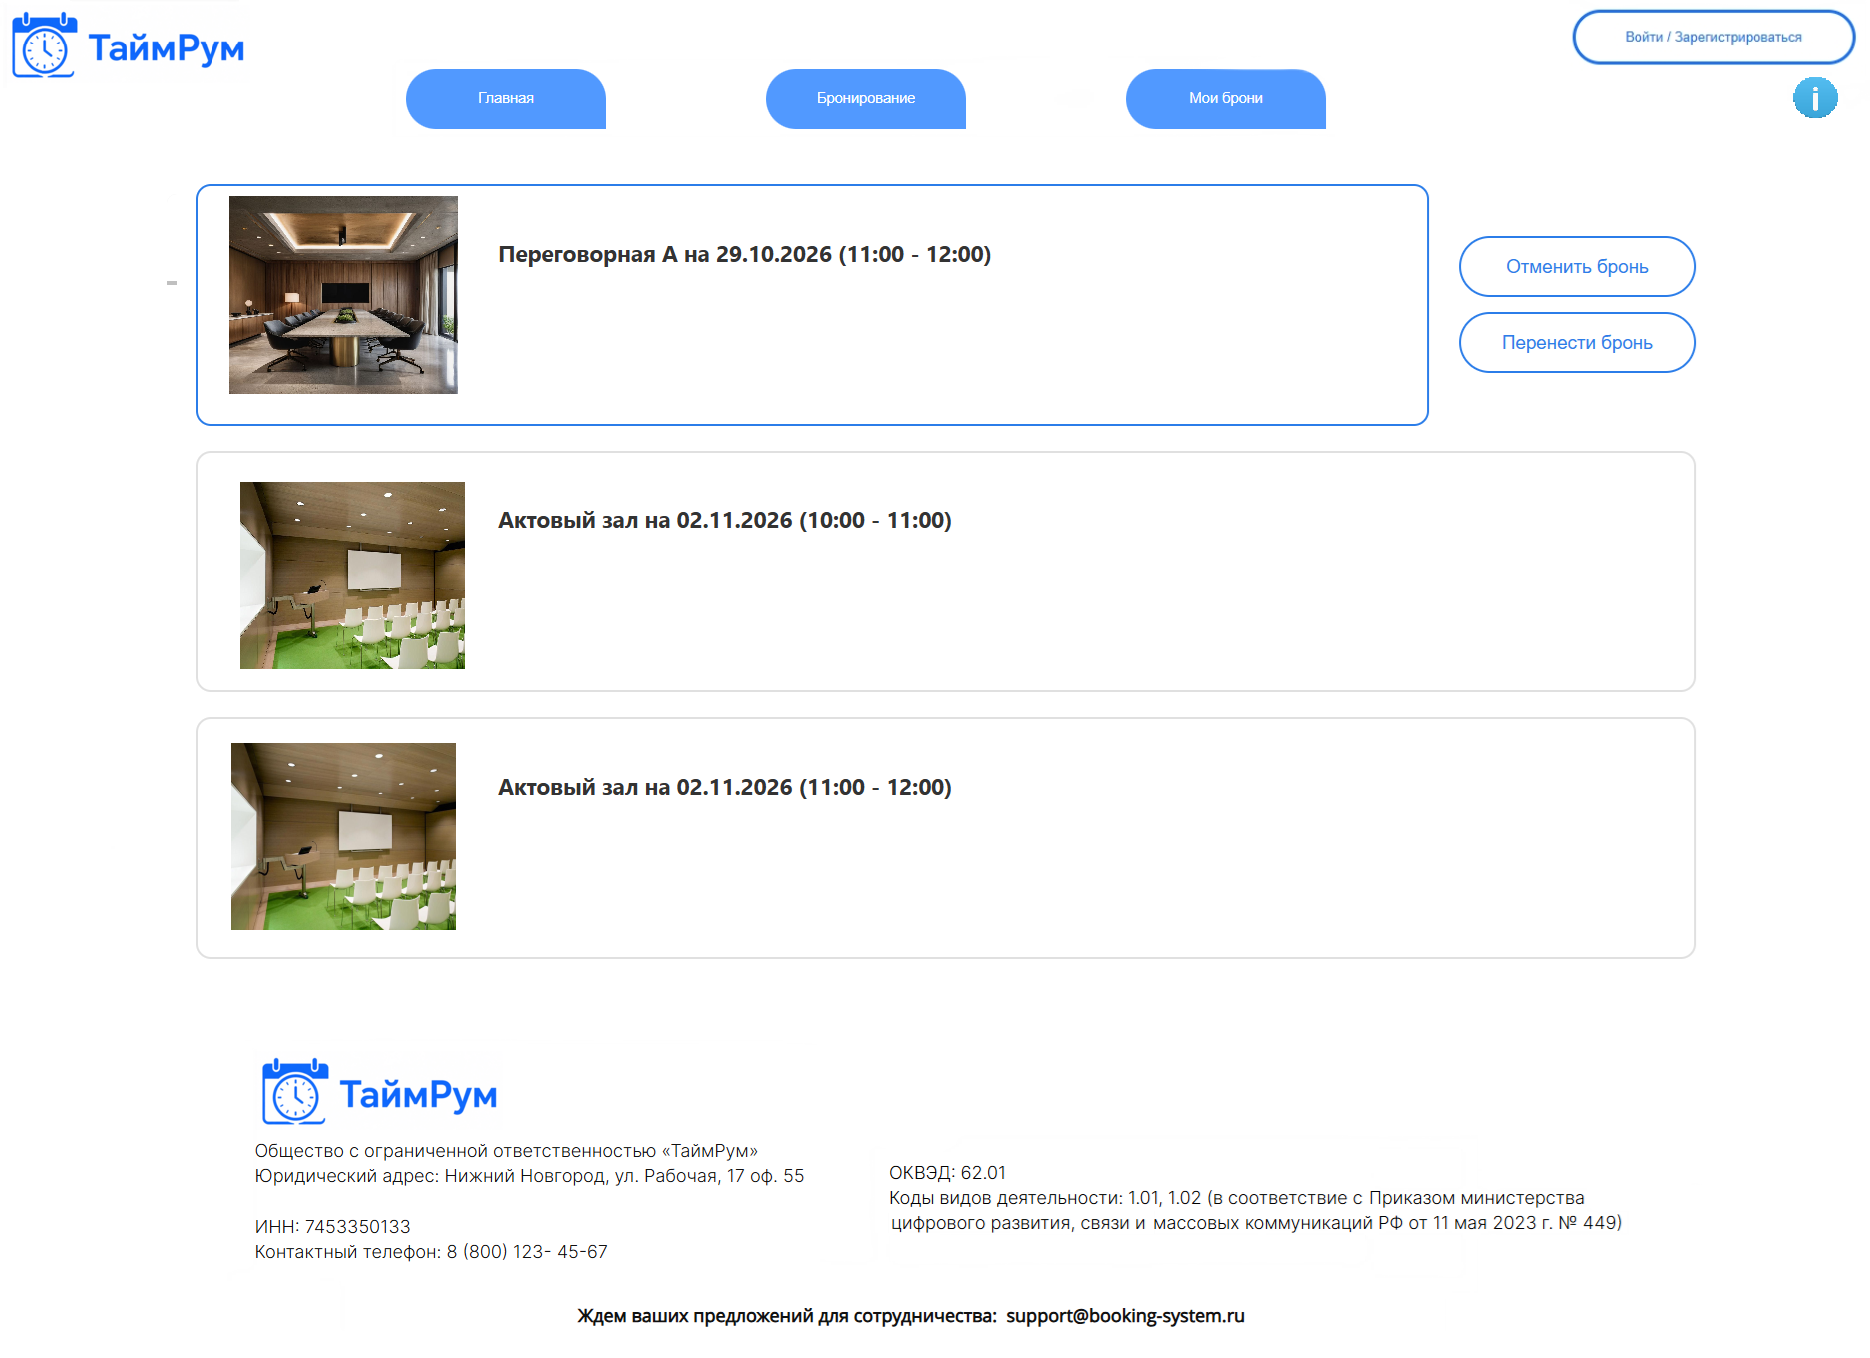 ТаймРум
Войти / Зарегистрироваться
Главная
Бронирование
Мои брони
i
Переговорная А на 29.10.2026 (11:00 - 12:00)
Отменить бронь
Перенести бронь
Актовый зал на 02.11.2026 (10:00 - 11:00)
Актовый зал на 02.11.2026 (11:00 - 12:00)
ТаймРум
Общество с ограниченной ответственностью «ТаймРум»
Юридический адрес: Нижний Новгород, ул. Рабочая, 17 оф. 55
ИНН: 7453350133
Контактный телефон: 8 (800) 123- 45-67
ОКВЭД: 62.01
Коды видов деятельности: 1.01, 1.02 (в соответствие с Приказом министерства
цифрового развития, связи и массовых коммуникаций РФ от 11 мая 2023 г. № 449)
Ждем ваших предложений для сотрудничества: support@booking-system.ru